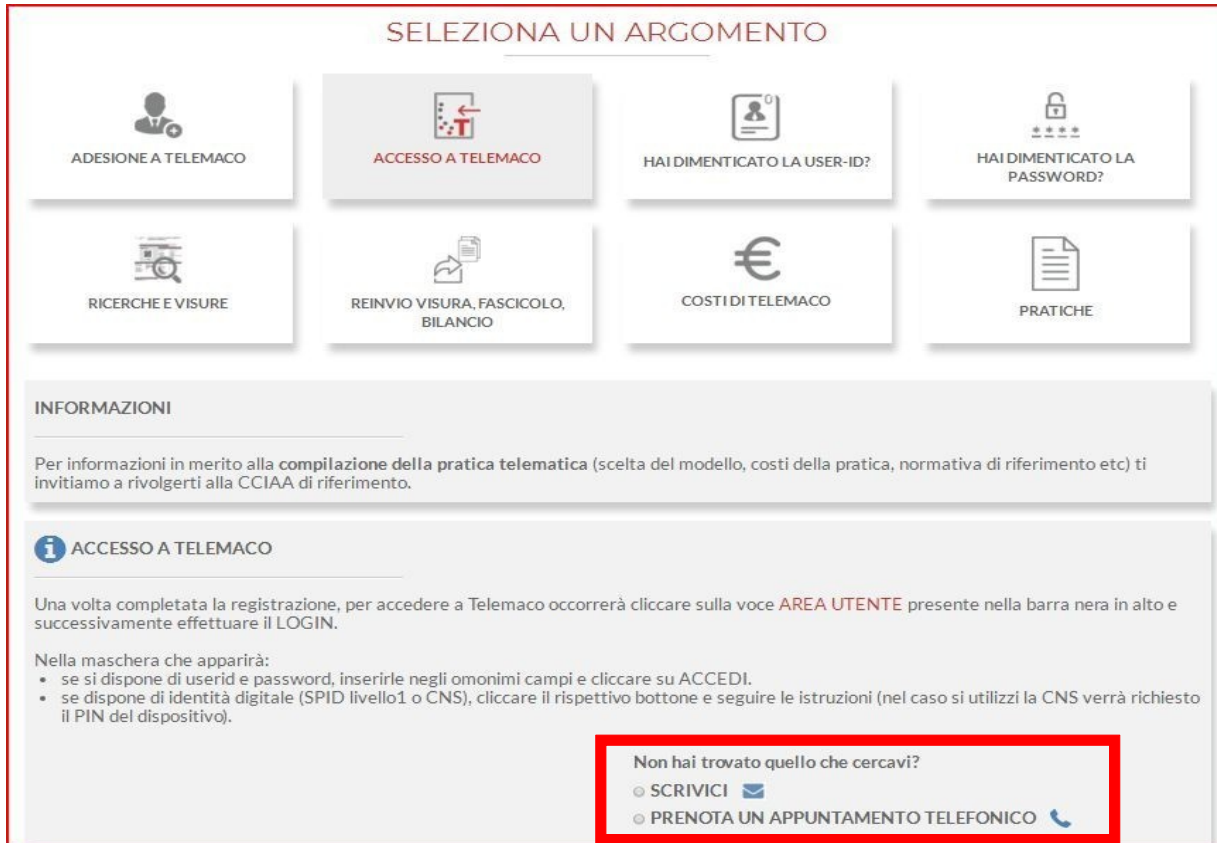 SELEZIONA UN ARGOMENTO
ADESIONE A TELEMACO
ACCESSO A TELEMACO
HAI DIMENTICATO LA USER-ID?
HAI DIMENTICATO LA
PASSWORD?
RICERCHE E VISURE
REINVIO VISURA, FASCICOLO,
BILANCIO
COSTI DI TELEMACO
PRATICHE
INFORMAZIONI
Per informazioni in merito alla compilazione della pratica telematica (scelta del modello, costi della pratica, normativa di riferimento etc) ti
invitiamo a rivolgerti alla CCIAA di riferimento.
ACCESSO A TELEMACO
Una volta completata la registrazione, per accedere a Telemaco occorrerà cliccare sulla voce AREA UTENTE presente nella barra nera in alto e
successivamente effettuare il LOGIN.
Nella maschera che apparirà:
• se si dispone di userid e password, inserirle negli omonimi campi e cliccare su ACCEDI.
• se dispone di identità digitale (SPID livello1 o CNS), cliccare il rispettivo bottone e seguire le istruzioni (nel caso si utilizzi la CNS verrà richiesto
il PIN del dispositivo).
Non hai trovato quello che cercavi?
SCRIVICI
PRENOTA UN APPUNTAMENTO TELEFONICO